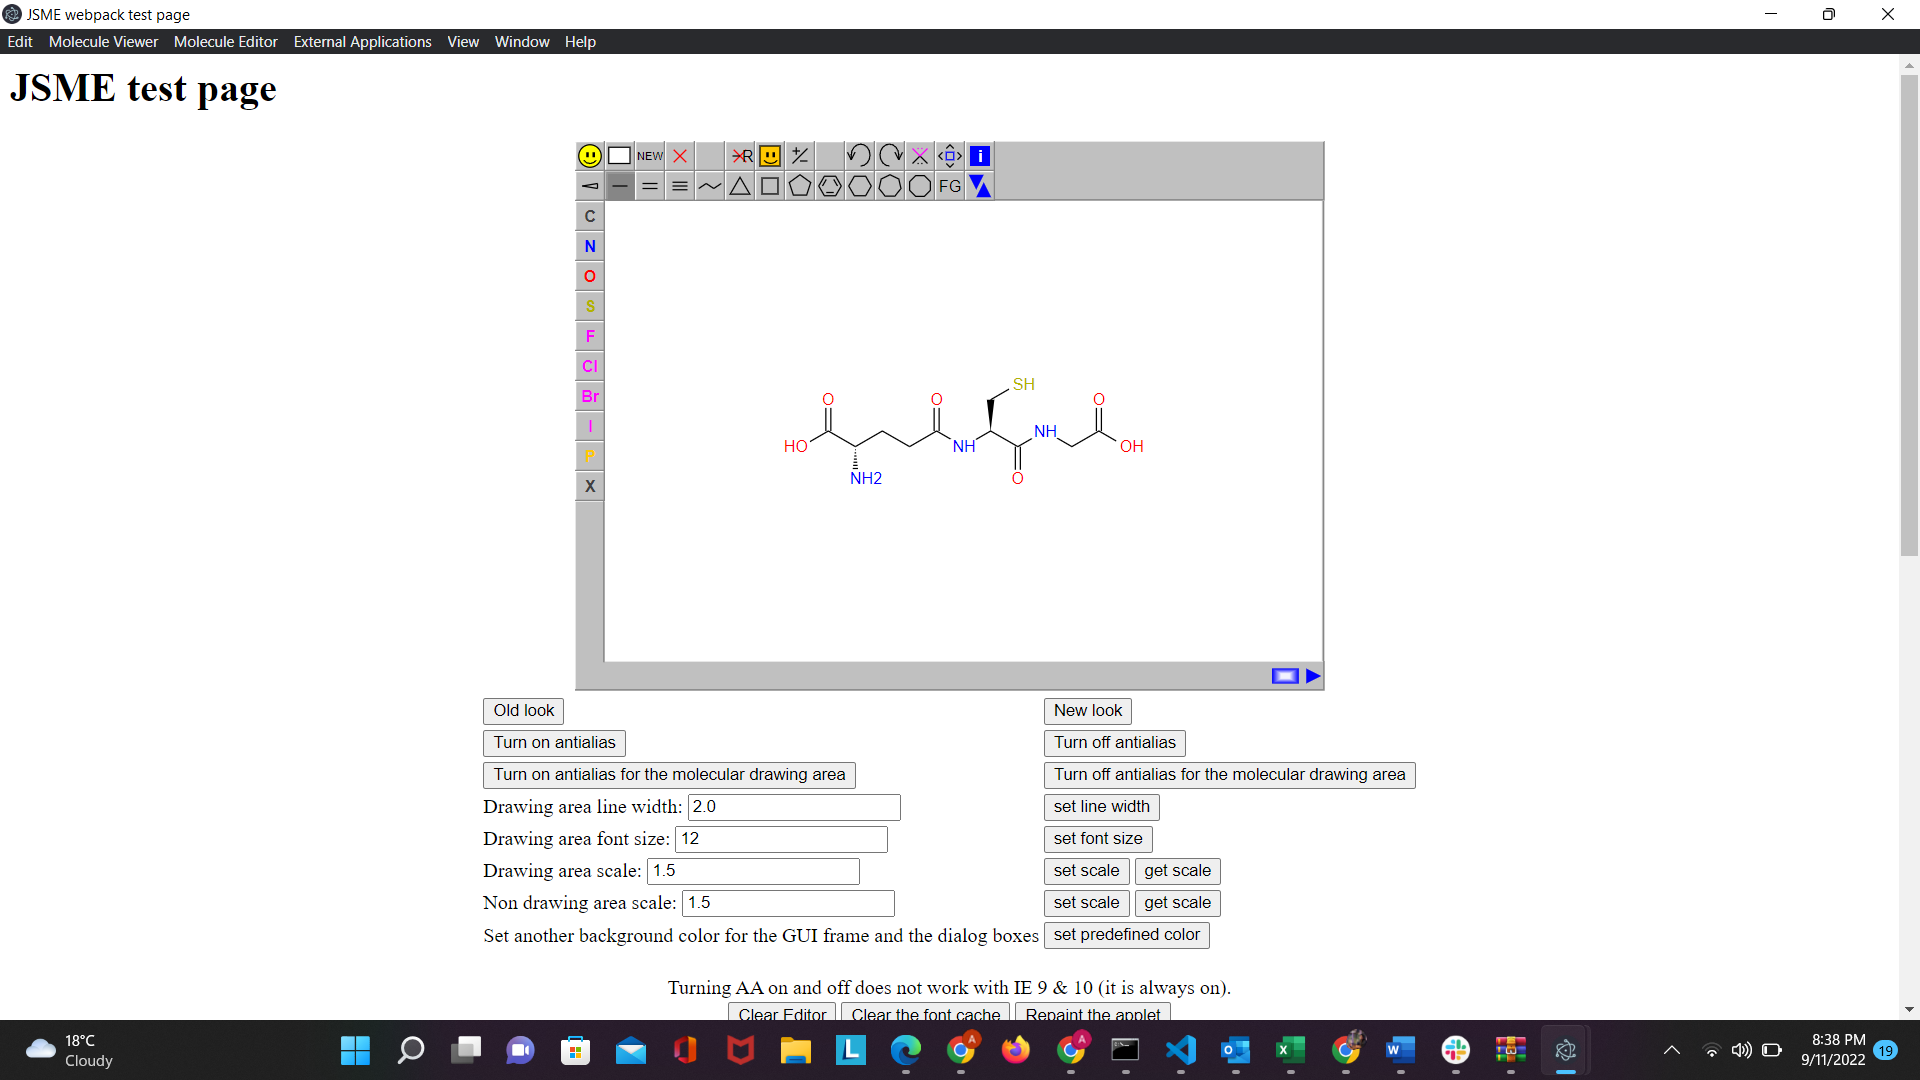 JSME webpack test page
Edit Molecule Viewer Molecule Editor External Applications View Window Help
JSME test page
NEW R i
FG
C
N
O
S
F
Cl
Br
I
P
X
SH
O O O
NH
HO NH OH
NH2 O
Old look New look
Turn on antialias Turn off antialias
Turn on antialias for the molecular drawing area Turn off antialias for the molecular drawing area
Drawing area line width: 2.0 set line width
Drawing area font size: 12 set font size
Drawing area scale: 1.5 set scale get scale
Non drawing area scale: 1.5 set scale get scale
Set another background color for the GUI frame and the dialog boxes set predefined color
Turning AA on and off does not work with IE 9 & 10 (it is always on).
Clear Editor Clear the font cache Repaint the applet
18°C
Cloudy
8:38 PM
9/11/2022
19